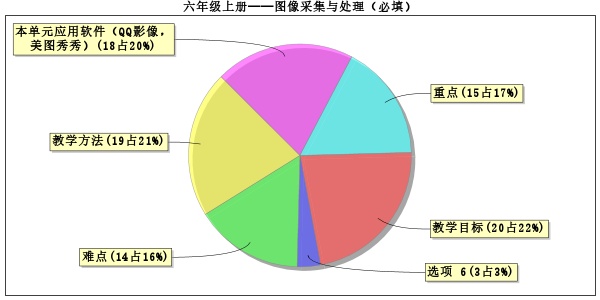 六年级上册——图像采集与处理（必填）
本单元应用软件（QQ影像，
美图秀秀）(18占20%)
重点(15占17%)
教学方法(19占21%)
教学目标(20占22%)
难点(14占16%)
选项 6(3占3%)